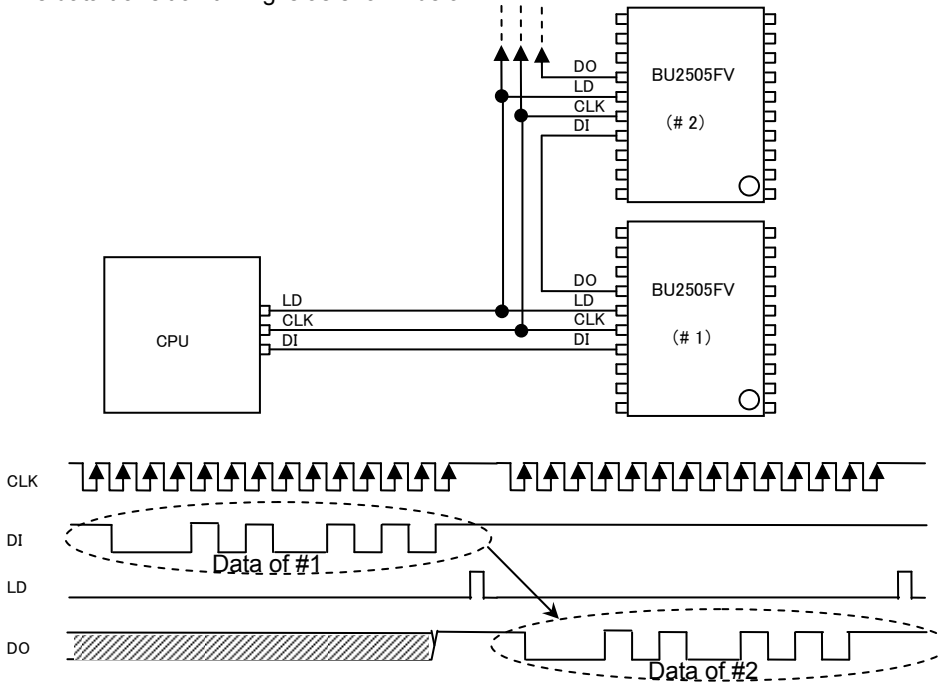 DO
LD
CLK
DI
BU2505FV
(# 2)
DO
LD
CLK
DI
BU2505FV
(# 1)
LD
CLK
DI
CPU
CLK
DI
Data of #1
LD
DO
Data of #2